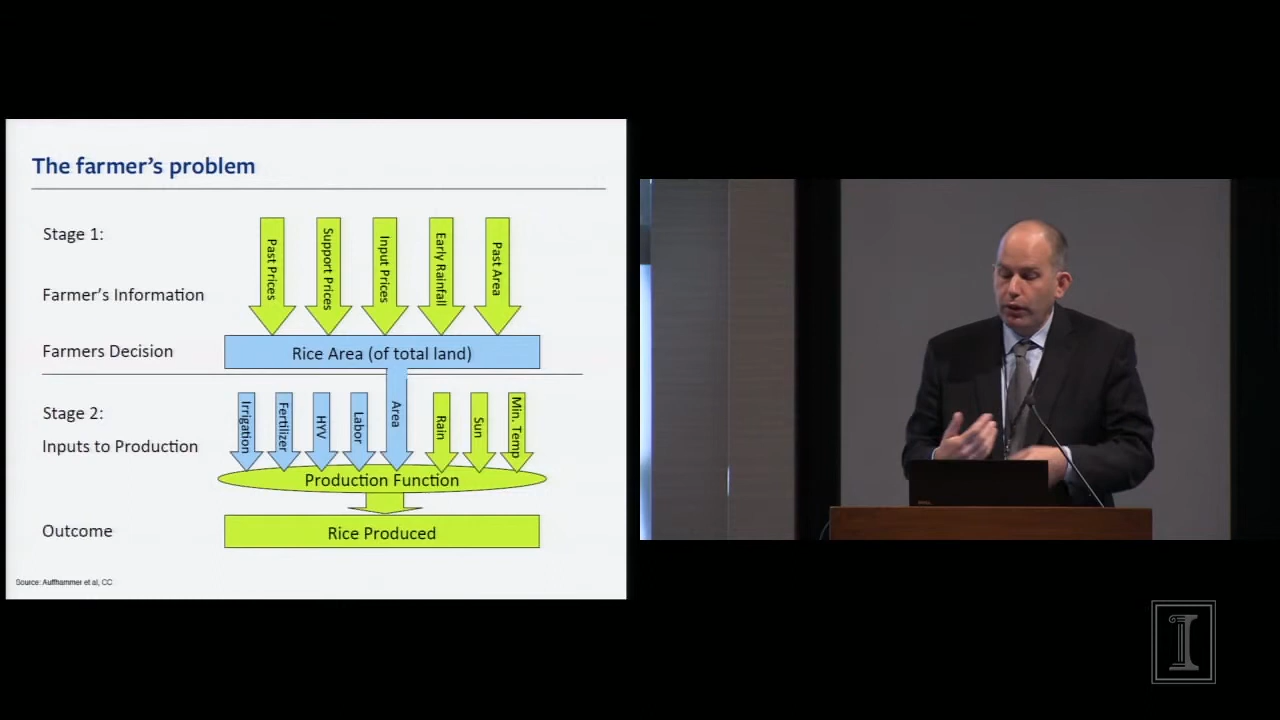 The farmer's problem
Stage 1:
Past Prices
Support Prices
Input Prices
Early Rainfall
Past Area
Farmer's Information
Farmers Decision
Rice Area (of total land)
Stage 2:
Inputs to Production
Irrigation
Fertilizer
HYV
Labor
Area
Rain
Sun
Min. Temp
Production Function
Outcome
Rice Produced
Source: Auffhammer et al, CC
I